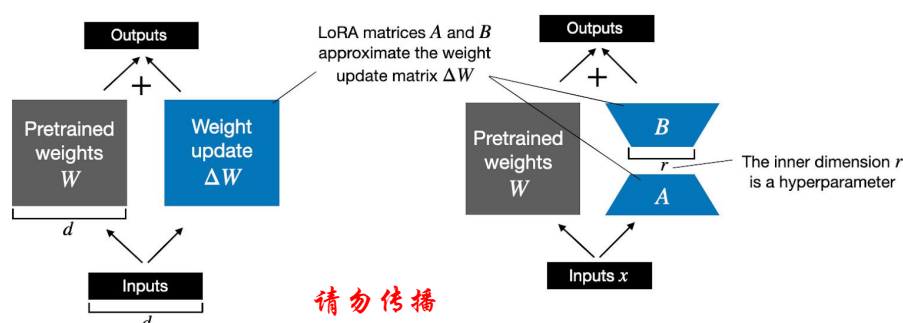 Outputs
+
Pretrained
weights
W
d
Weight
update
ΔW
Inputs
d
LoRA matrices A and B
approximate the weight
update matrix ΔW
Outputs
+
Pretrained
weights
W
B
r
A
The inner dimension r
is a hyperparameter
Inputs x
请勿传播